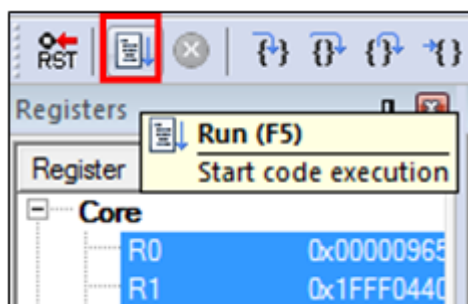 RST
Registers
Run (F5)
Register
Start code execution
Core
R0 0x00000965
R1 0x1FFF0440